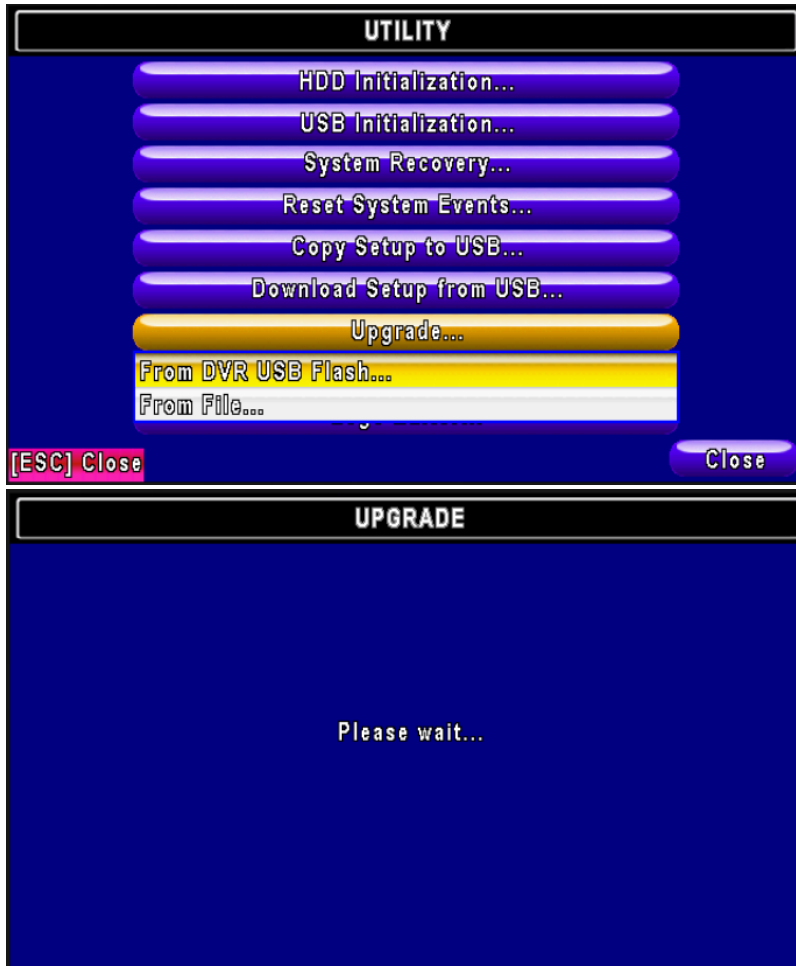 UTILITY
HDD Initialization...
USB Initialization...
System Recovery...
Reset System Events...
Copy Setup to USB...
Download Setup from USB...
Upgrade...
From DVR USB Flash...
From File...
[ESC] Close
Close
UPGRADE
Please wait...